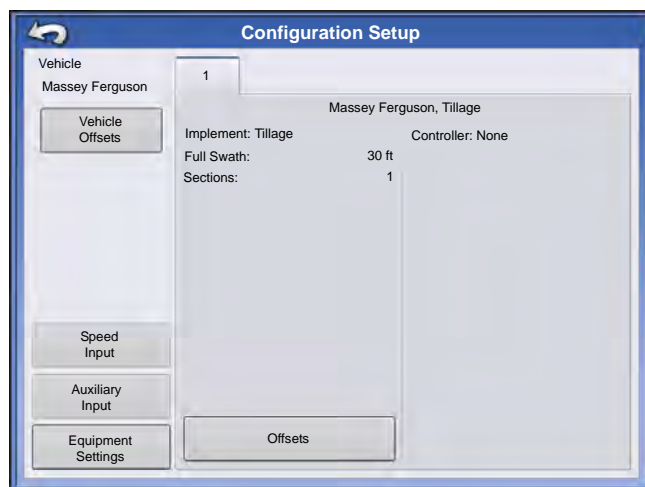 Configuration Setup
Vehicle
Massey Ferguson
Vehicle
Offsets
Speed
Input
Auxiliary
Input
Equipment
Settings
1
Massey Ferguson, Tillage
Implement: Tillage
Controller: None
Full Swath: 30 ft
Sections: 1
Offsets